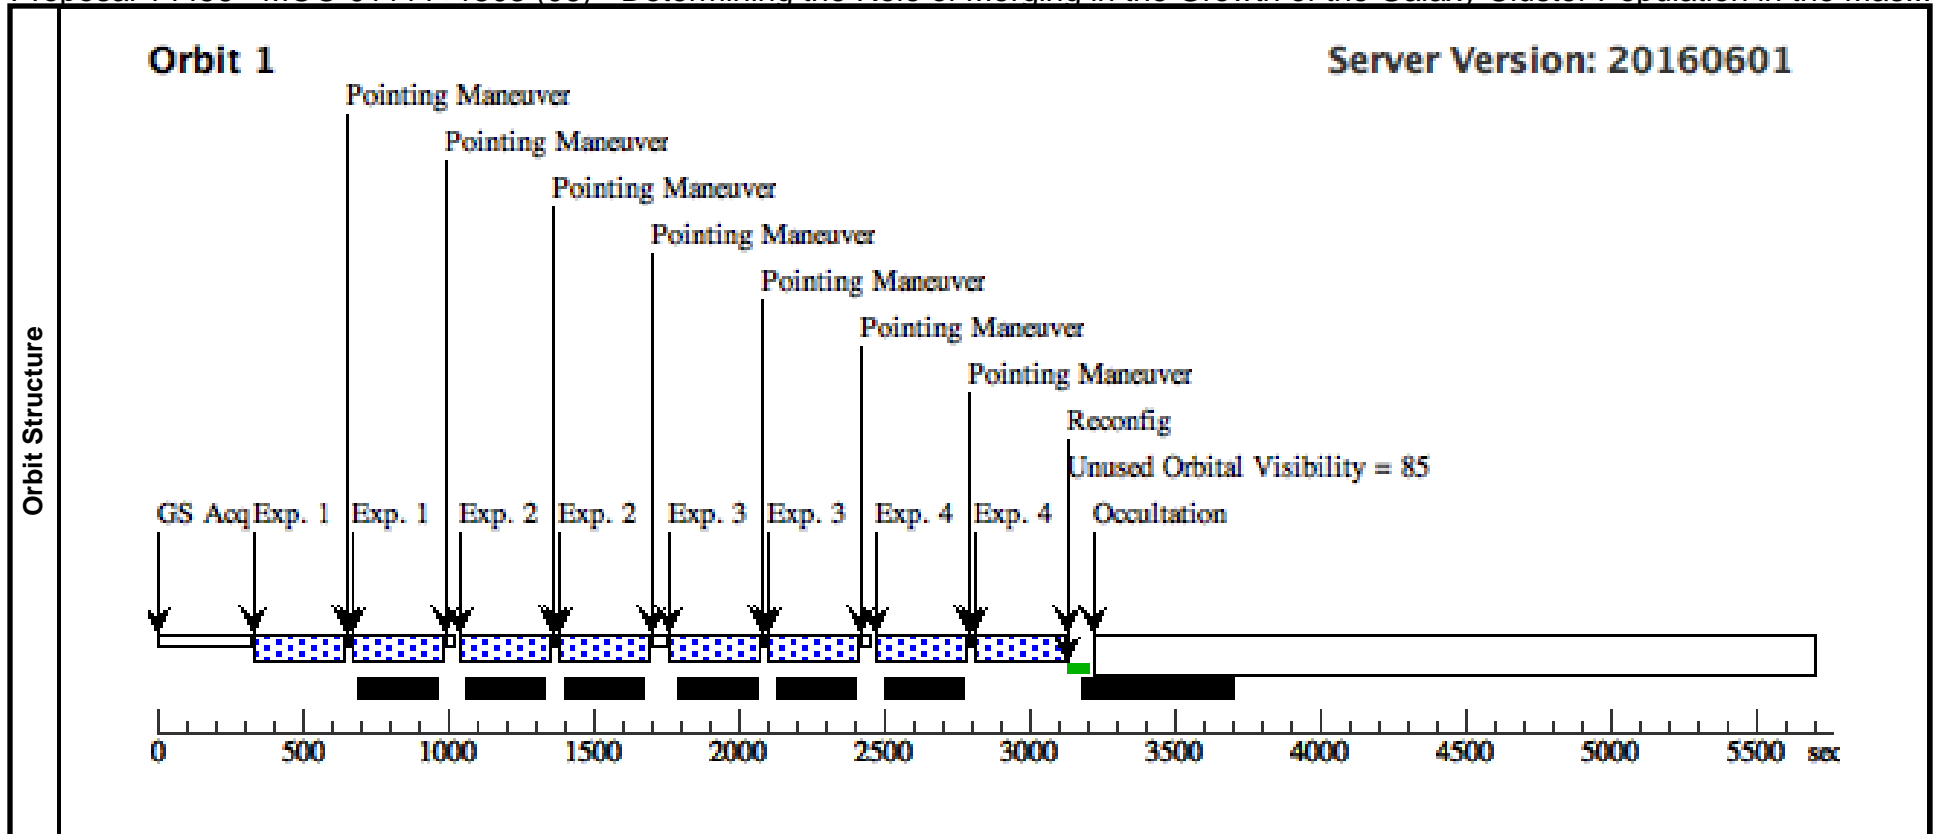 Orbit 1
Server Version: 20160601
Pointing Maneuver
Pointing Maneuver
Pointing Maneuver
Pointing Maneuver
Pointing Maneuver
Pointing Maneuver
Pointing Maneuver
Reconfig
Unused Orbital Visibility = 85
GS Acq Exp. 1 Exp. 1 Exp. 2 Exp. 2 Exp. 3 Exp. 3 Exp. 4 Exp. 4 Occultation
Orbit Structure
0 500 1000 1500 2000 2500 3000 3500 4000 4500 5000 5500 sec